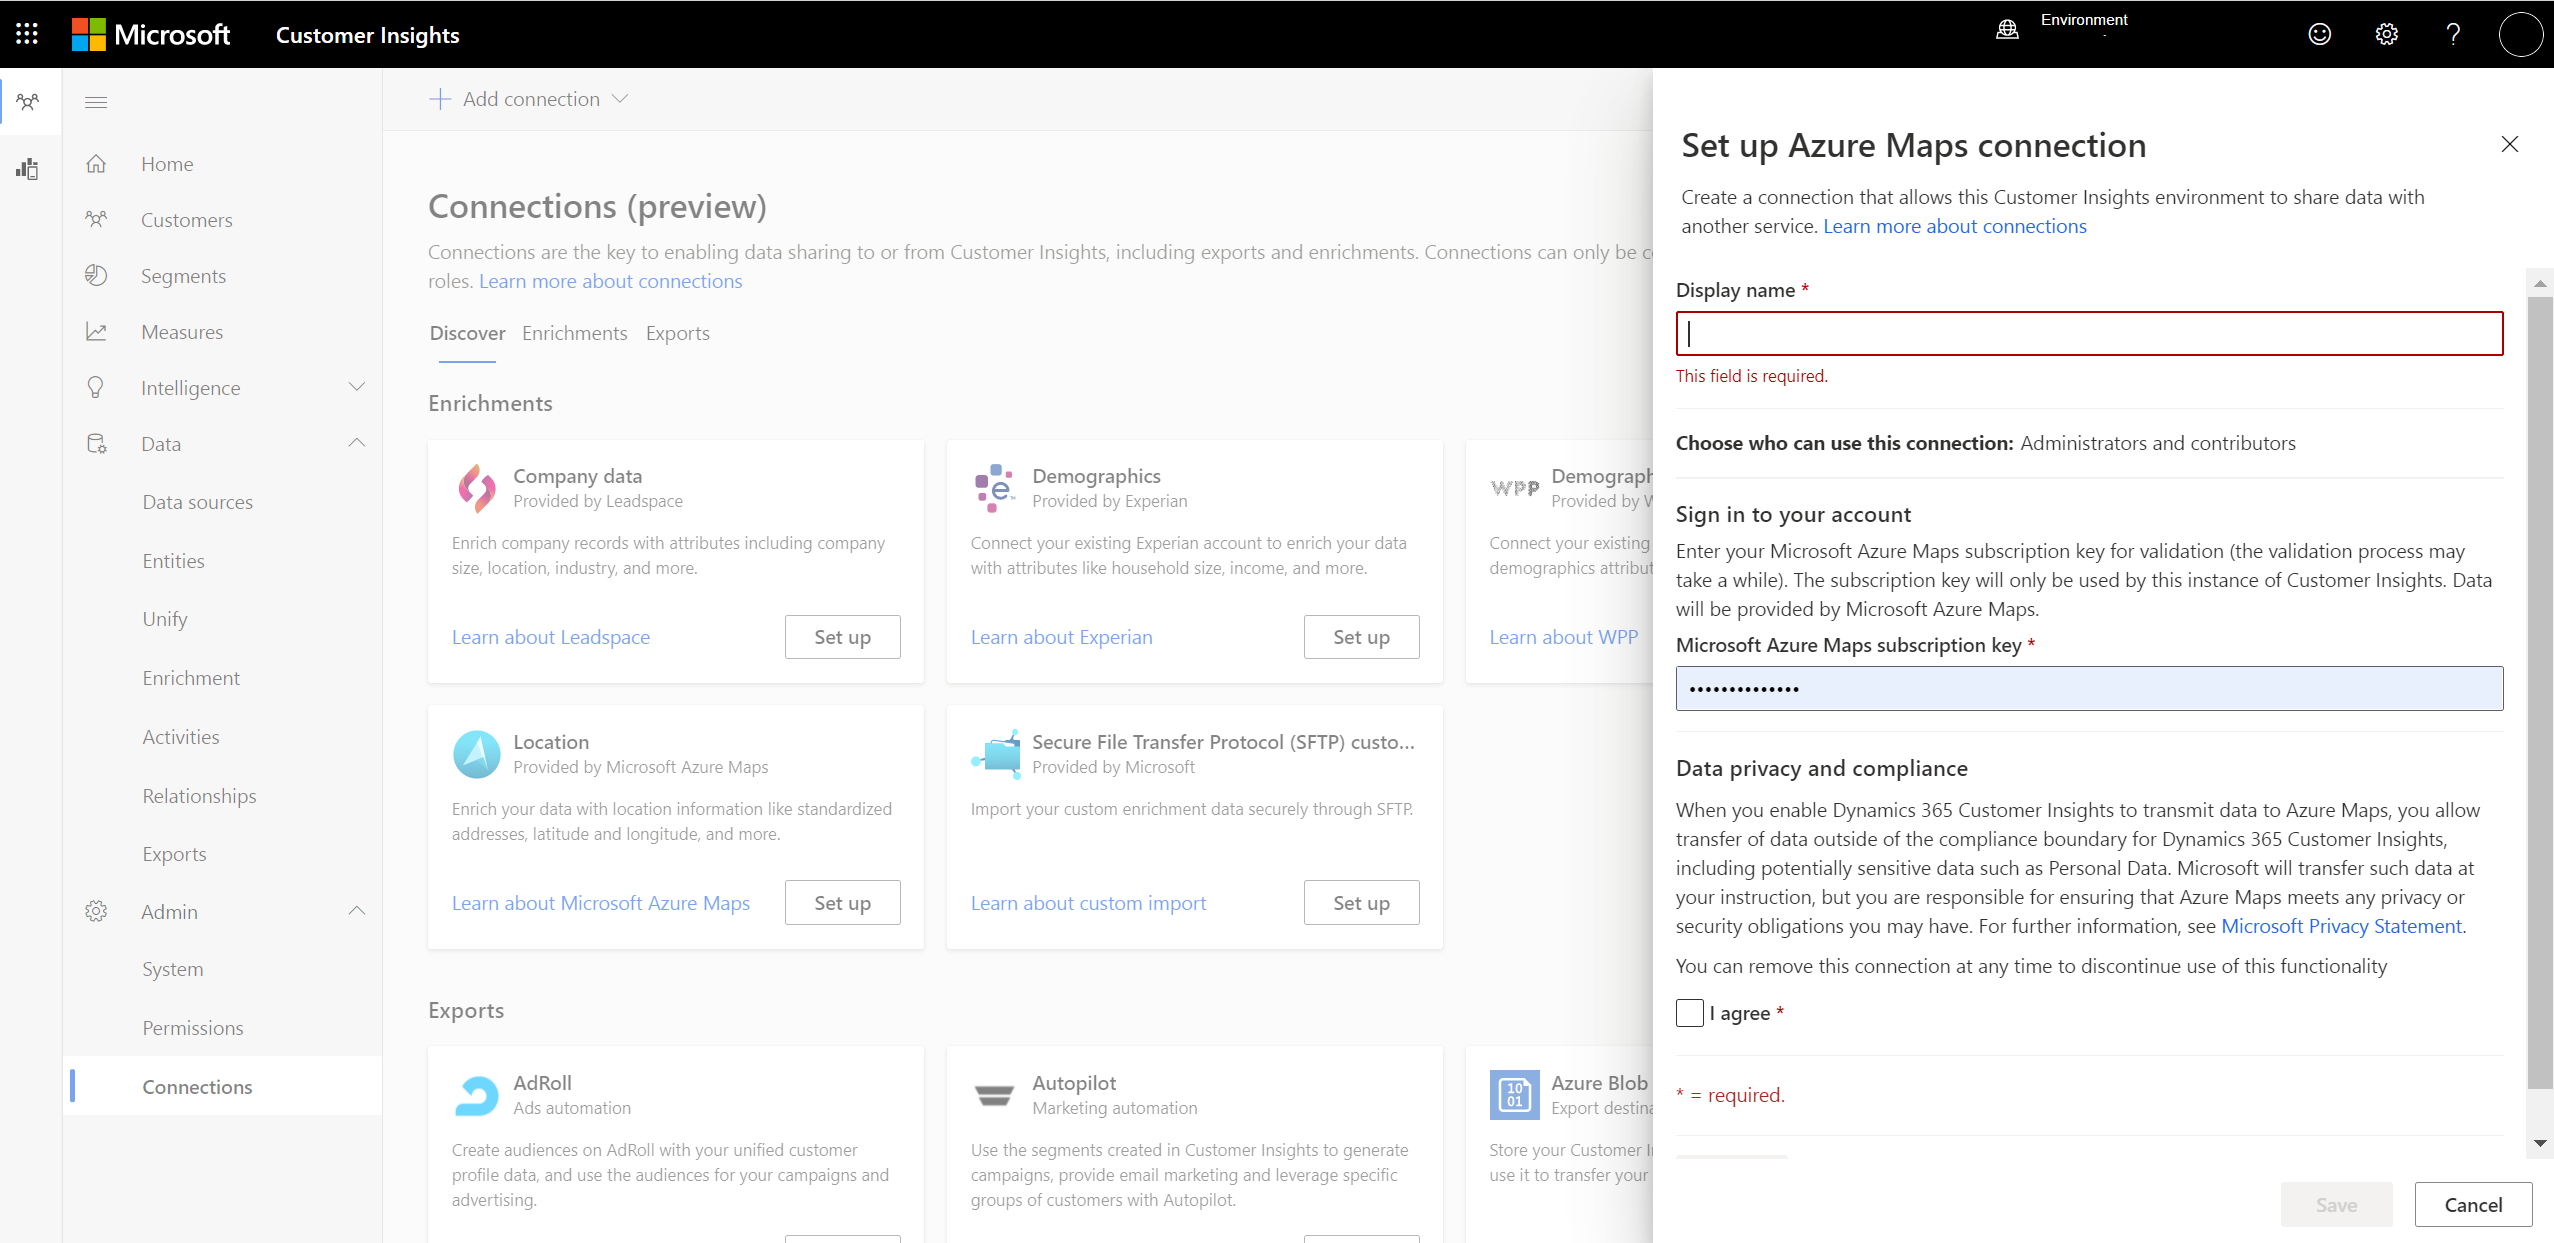 Microsoft
Customer Insights
Environment
Add connection
Home
Customers
Segments
Measures
Intelligence
Data
Data sources
Entities
Unify
Enrichment
Activities
Relationships
Exports
Admin
System
Permissions
Connections
Connections (preview)
Connections are the key to enabling data sharing to or from Customer Insights, including exports and enrichments. Connections can only be c
roles. Learn more about connections
Discover Enrichments Exports
Enrichments
Company data
Provided by Leadspace
Enrich company records with attributes including company
size, location, industry, and more.
Learn about Leadspace
Set up
Demographics
Provided by Experian
Connect your existing Experian account to enrich your data
with attributes like household size, income, and more.
Learn about Experian
Set up
WPP
Demograph
Provided by W
Connect your existing
demographics attribut
Learn about WPP
Location
Provided by Microsoft Azure Maps
Enrich your data with location information like standardized
addresses, latitude and longitude, and more.
Learn about Microsoft Azure Maps
Set up
Secure File Transfer Protocol (SFTP) custo...
Provided by Microsoft
Import your custom enrichment data securely through SFTP.
Learn about custom import
Set up
Exports
AdRoll
Ads automation
Create audiences on AdRoll with your unified customer
profile data, and use the audiences for your campaigns and
advertising.
Autopilot
Marketing automation
Use the segments created in Customer Insights to generate
campaigns, provide email marketing and leverage specific
groups of customers with Autopilot.
10
01
Azure Blob
Export destina
Store your Customer I
use it to transfer your
Set up Azure Maps connection
Create a connection that allows this Customer Insights environment to share data with
another service. Learn more about connections
Display name *
This field is required.
Choose who can use this connection: Administrators and contributors
Sign in to your account
Enter your Microsoft Azure Maps subscription key for validation (the validation process may
take a while). The subscription key will only be used by this instance of Customer Insights. Data
will be provided by Microsoft Azure Maps.
Microsoft Azure Maps subscription key *
••••••••••••••
Data privacy and compliance
When you enable Dynamics 365 Customer Insights to transmit data to Azure Maps, you allow
transfer of data outside of the compliance boundary for Dynamics 365 Customer Insights,
including potentially sensitive data such as Personal Data. Microsoft will transfer such data at
your instruction, but you are responsible for ensuring that Azure Maps meets any privacy or
security obligations you may have. For further information, see Microsoft Privacy Statement.
You can remove this connection at any time to discontinue use of this functionality
I agree *
* = required.
Save
Cancel